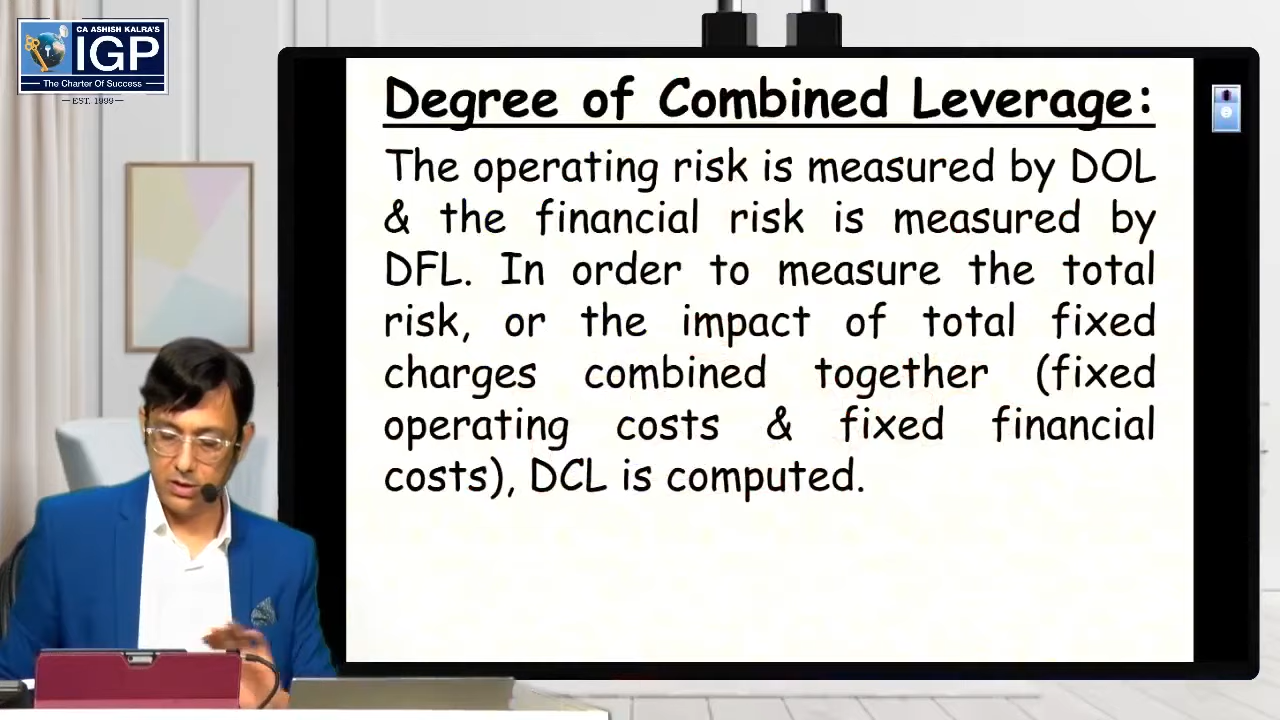 CA ASHISH KALRA'S
IGP
The Charter Of Success
EST. 1999
Degree of Combined Leverage:
The operating risk is measured by DOL
& the financial risk is measured by
DFL. In order to measure the total
risk, or the impact of total fixed
charges combined together (fixed
operating costs & fixed financial
costs), DCL is computed.